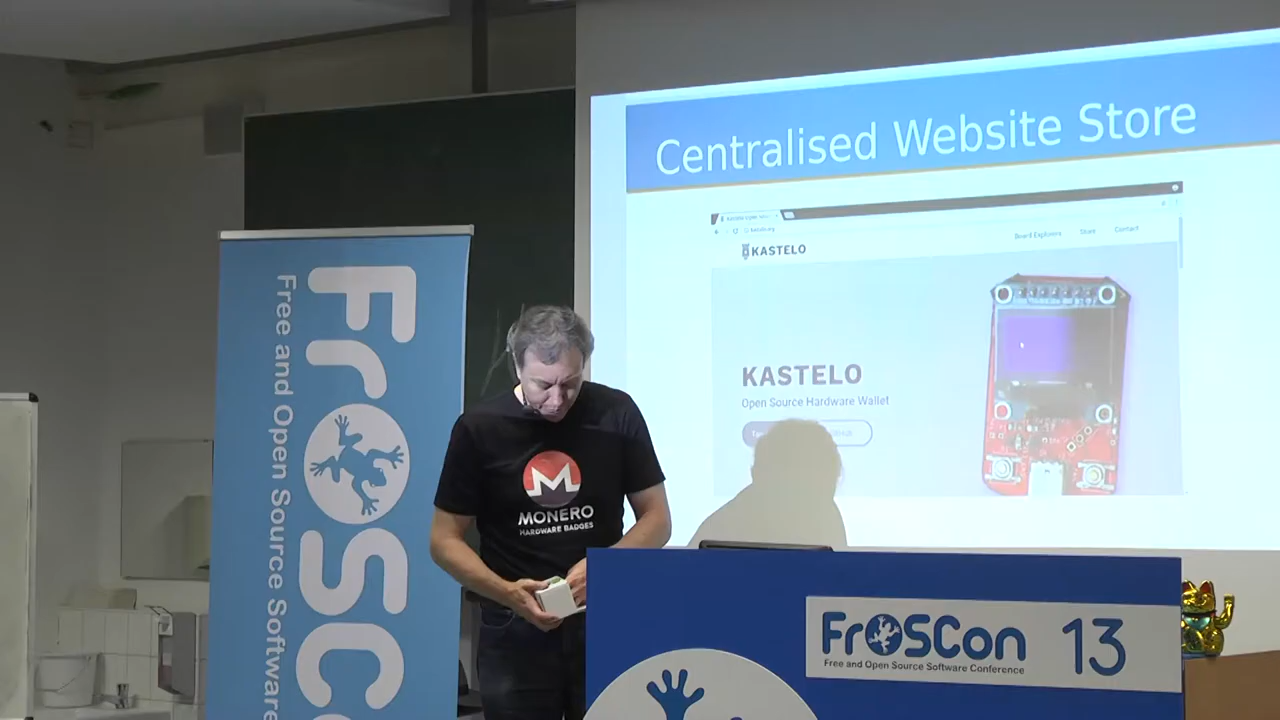 Centralised Website Store
KASTELO
Board Explorers Store Contact
KASTELO
Open Source Hardware Wallet
FrOSCon
Free and Open Source Software
MONERO
HARDWARE BADGES
FrOSCon 13
Free and Open Source Software Conference